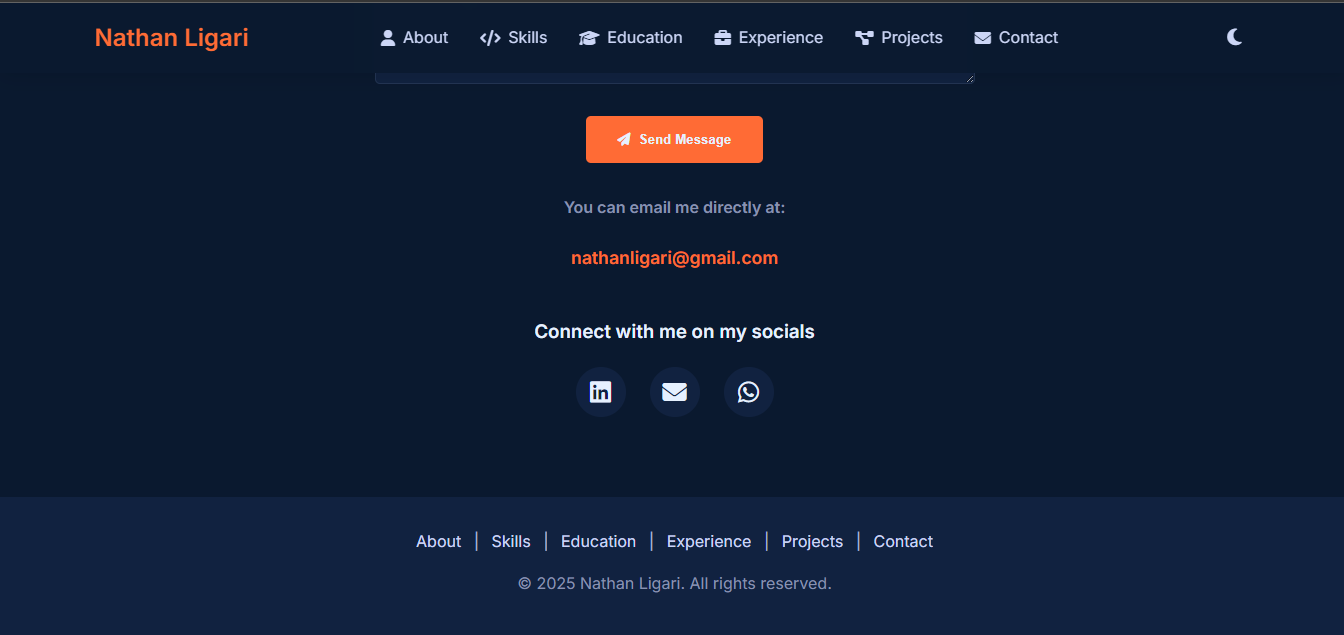 Nathan Ligari About Skills Education Experience Projects Contact
Send Message
You can email me directly at:
nathanligari@gmail.com
Connect with me on my socials
in
About | Skills | Education | Experience | Projects | Contact
© 2025 Nathan Ligari. All rights reserved.